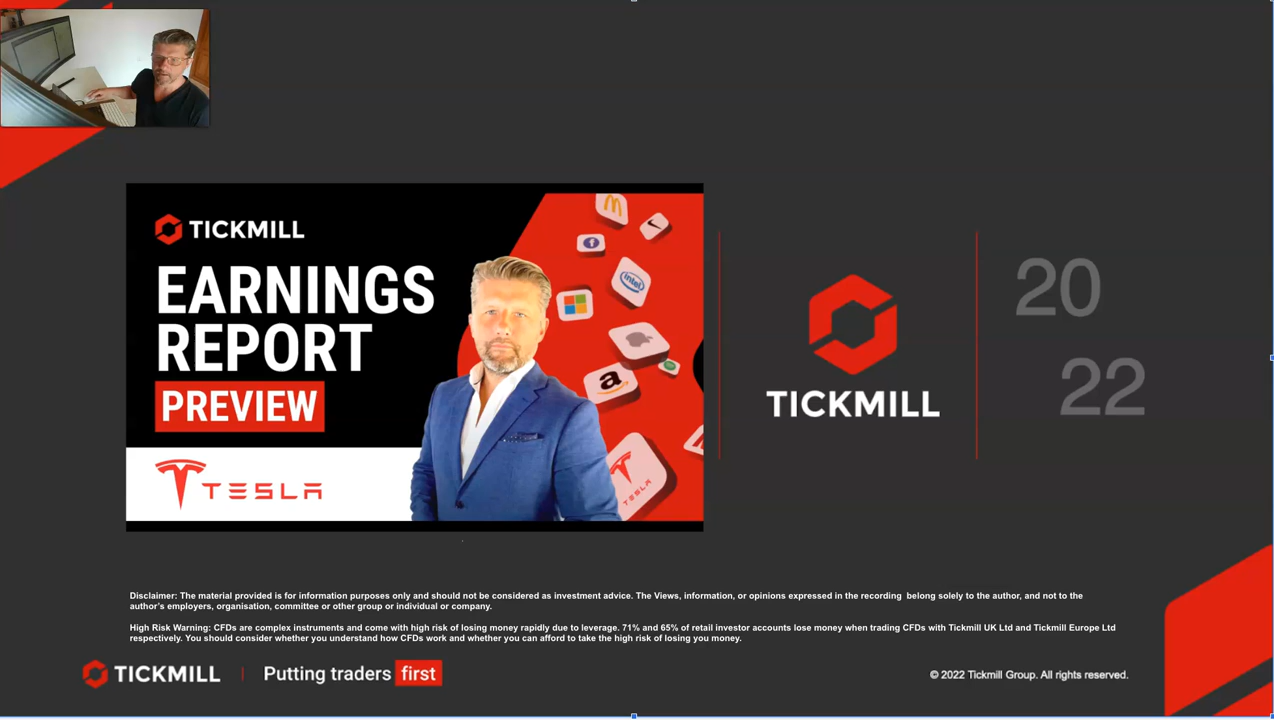 TICKMILL
EARNINGS
REPORT
PREVIEW
TESLA
intel
TESLA
TICKMILL
20
22
Disclaimer: The material provided is for information purposes only and should not be considered as investment advice. The Views, information, or opinions expressed in the recording belong solely to the author, and not to the
author's employers, organisation, committee or other group or individual or company.
High Risk Warning: CFDs are complex instruments and come with high risk of losing money rapidly due to leverage. 71% and 65% of retail investor accounts lose money when trading CFDs with Tickmill UK Ltd and Tickmill Europe Ltd
respectively. You should consider whether you understand how CFDs work and whether you can afford to take the high risk of losing you money.
TICKMILL | Putting traders first
© 2022 Tickmill Group. All rights reserved.